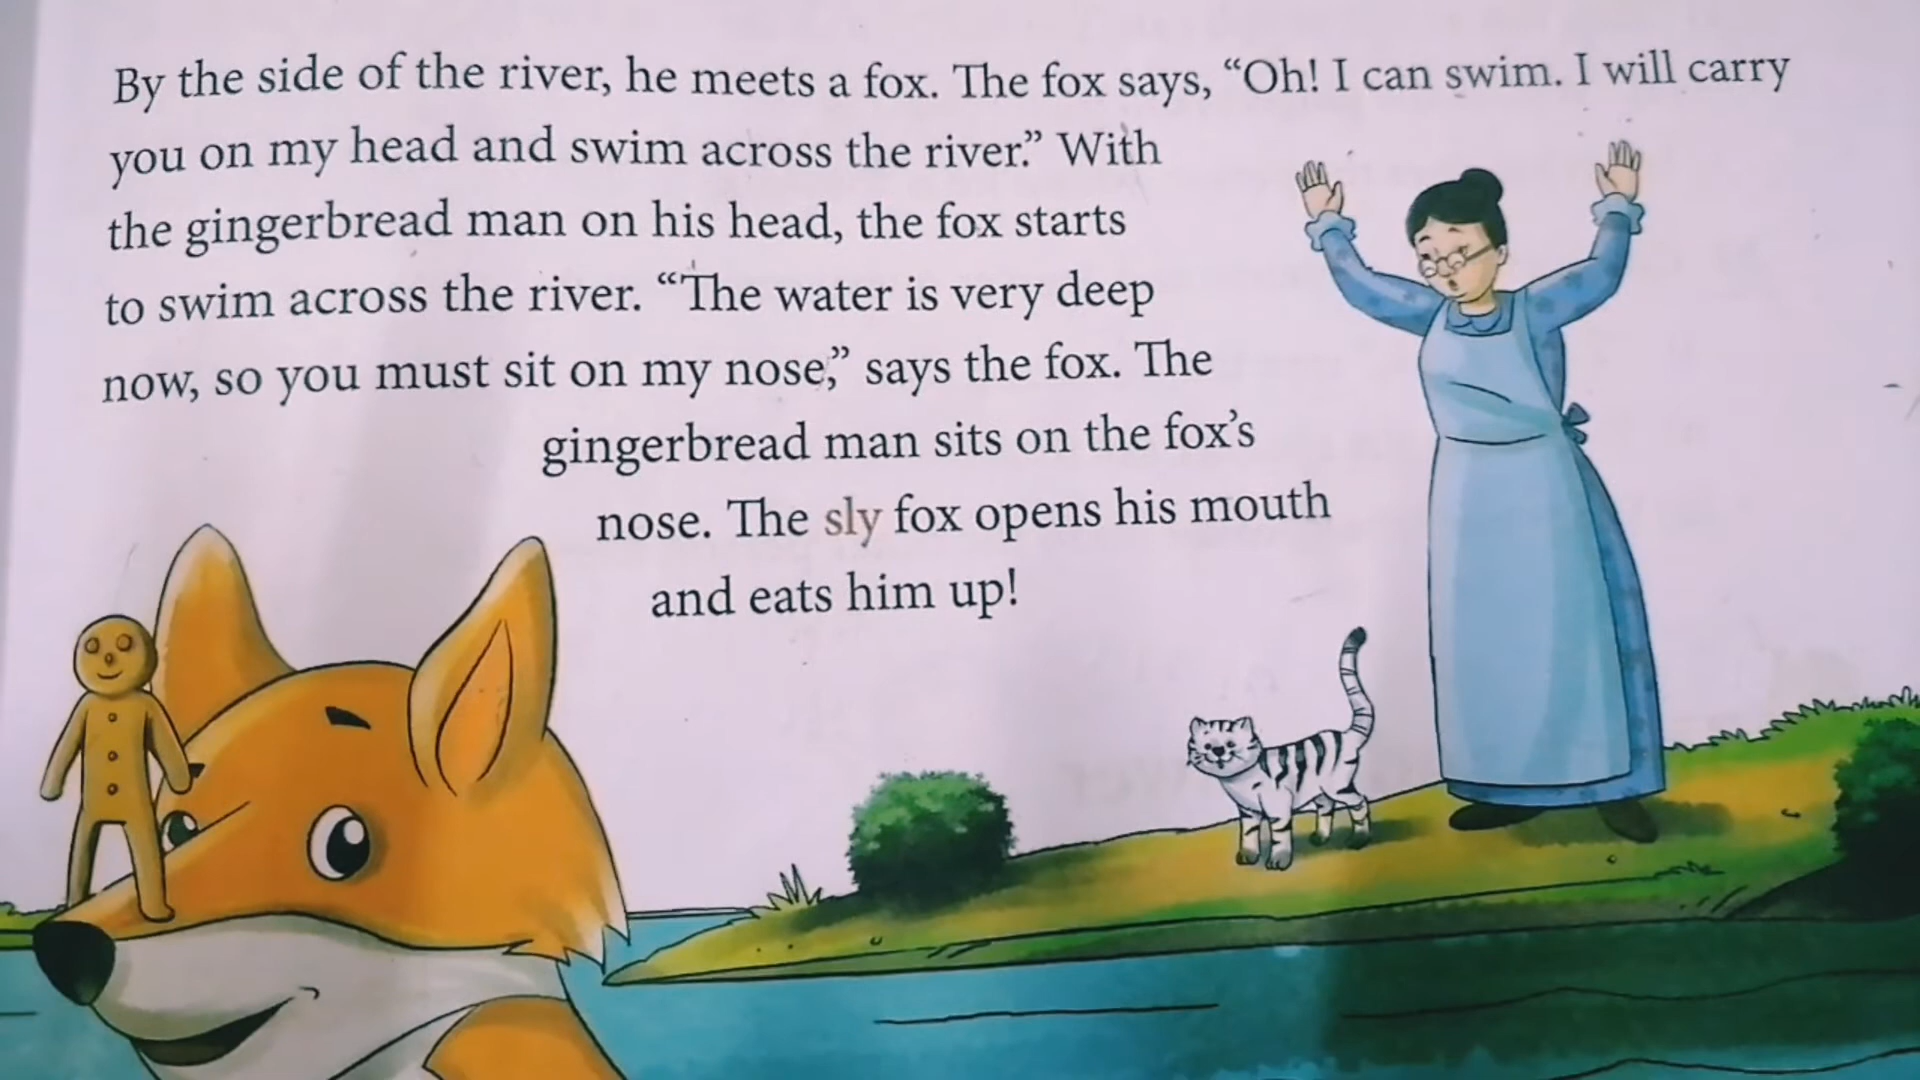 By the side of the river, he meets a fox. The fox says, “Oh! I can swim. I will carry
you on my head and swim across the river.” With
the gingerbread man on his head, the fox starts
to swim across the river. “The water is very deep
now, so you must sit on my nose,” says the fox. The
gingerbread man sits on the fox’s
nose. The sly fox opens his mouth
and eats him up!